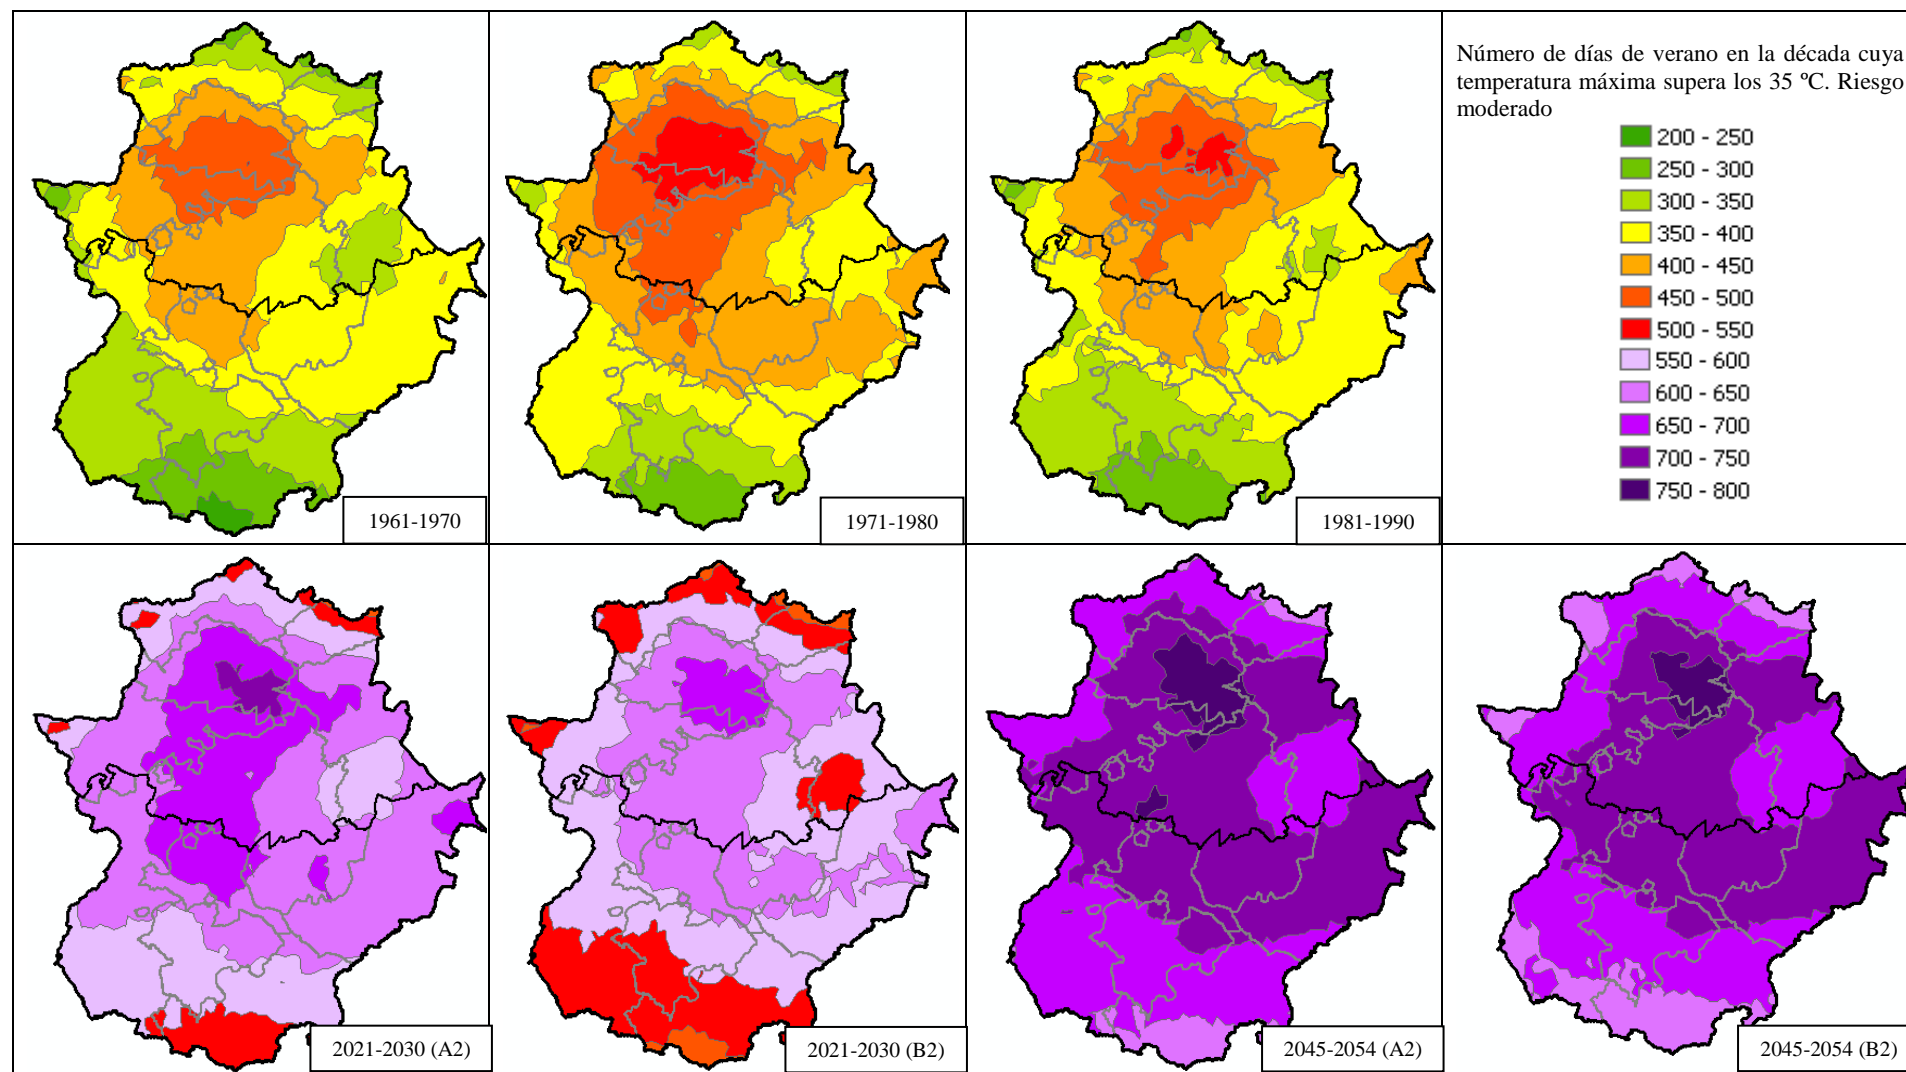 Número de días de verano en la década cuya
temperatura máxima supera los 35 ºC. Riesgo
moderado
200 - 250
250 - 300
300 - 350
350 - 400
400 - 450
450 - 500
500 - 550
550 - 600
600 - 650
650 - 700
700 - 750
750 - 800
1961-1970
1971-1980
1981-1990
2021-2030 (A2)
2021-2030 (B2)
2045-2054 (A2)
2045-2054 (B2)